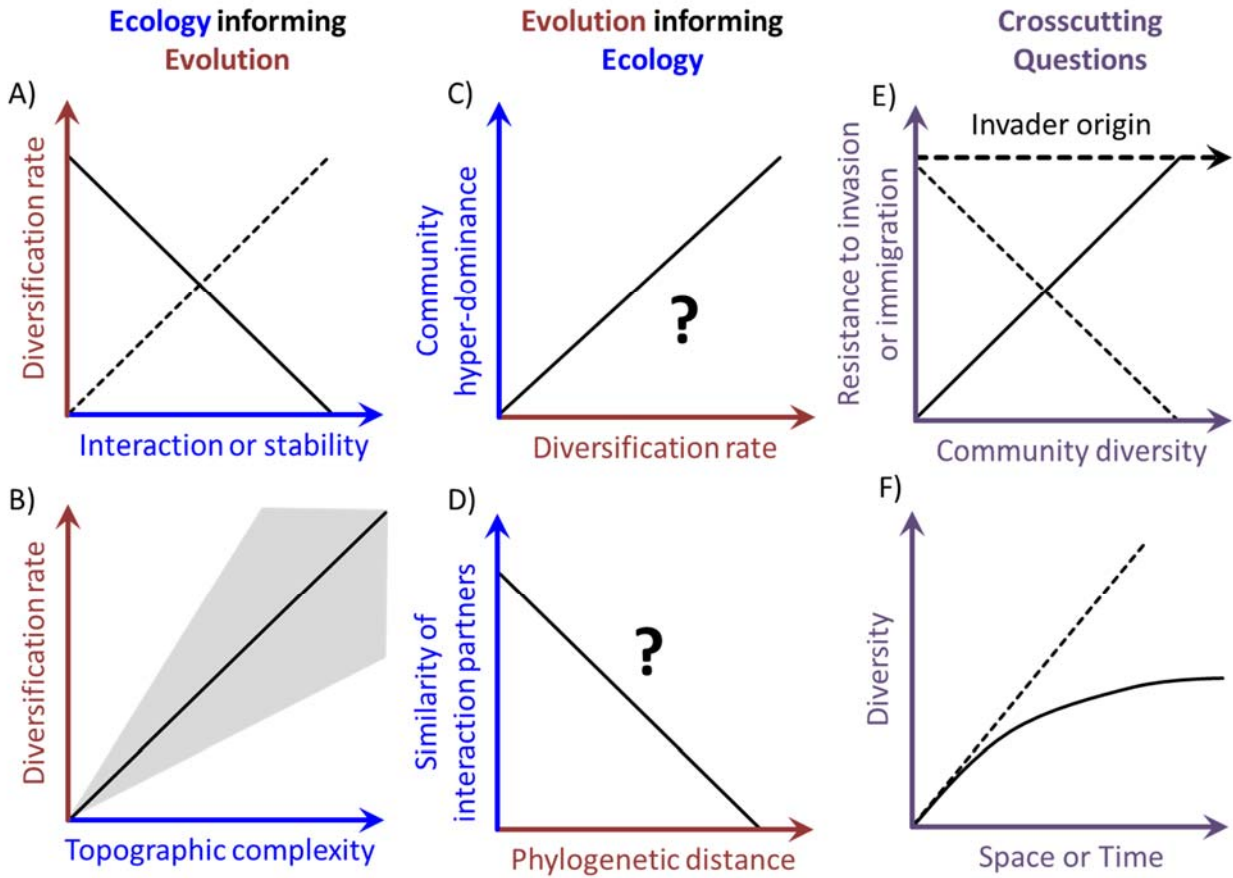 Ecology informing
Evolution
Evolution informing
Ecology
Crosscutting
Questions
A)
Diversification rate
Interaction or stability
C)
Community
hyper-dominance
?
Diversification rate
E)
Resistance to invasion
or immigration
Invader origin
Community diversity
B)
Diversification rate
Topographic complexity
D)
Similarity of
interaction partners
?
Phylogenetic distance
F)
Diversity
Space or Time